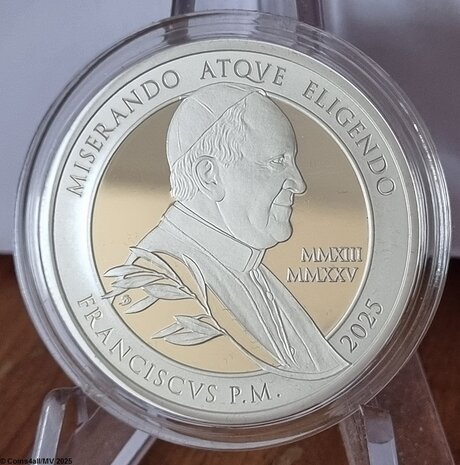 MISERANDO ATQVE ELIGENDO
MMXIII
MMXXV
2025
FRANCISCVS P.M.
© Coins4all/MV 2025